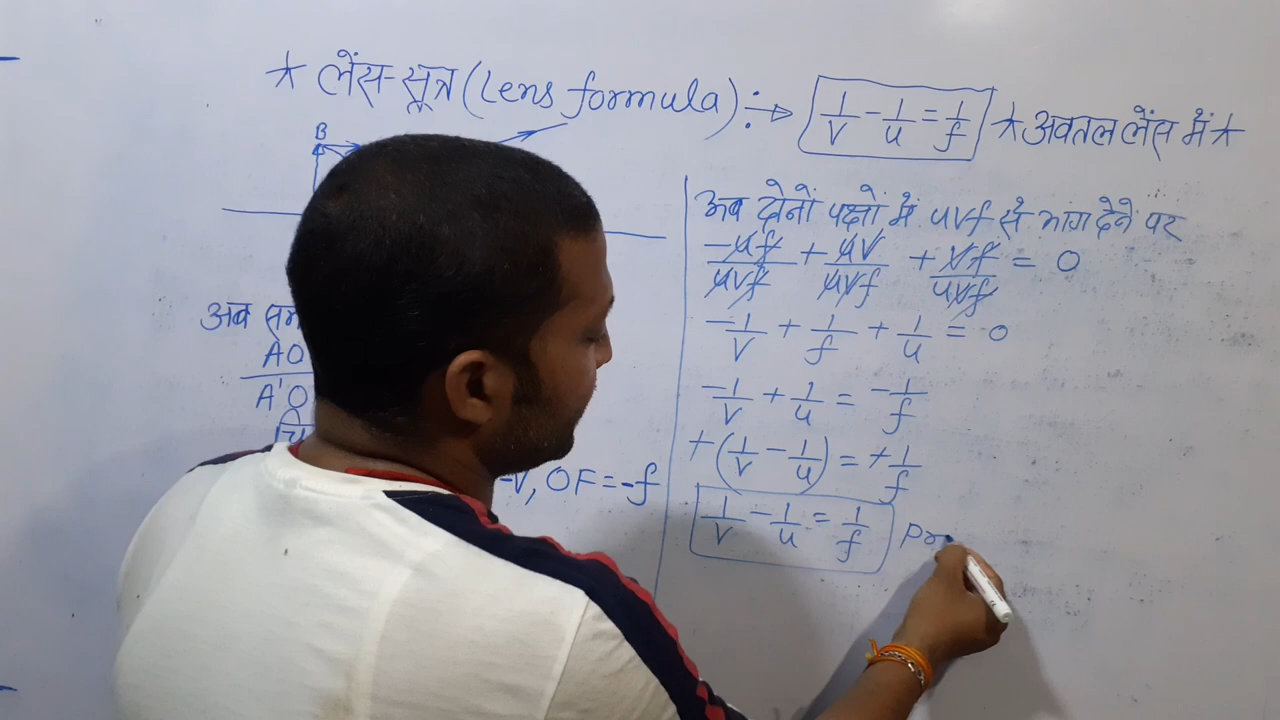 ★ लेंस-सूत्र (Lens formula) :→ 1/v - 1/u = 1/f ★ अवतल लेंस में ★
B
अब
AO
A'O
-v, OF = -f
अब दोनों पक्षों में uvf से भाग देने पर
-uf/uvf + uv/uvf + vf/uvf = 0
-1/v + 1/f + 1/u = 0
-1/v + 1/u = -1/f
+(1/v - 1/u) = +1/f
1/v - 1/u = 1/f Pr